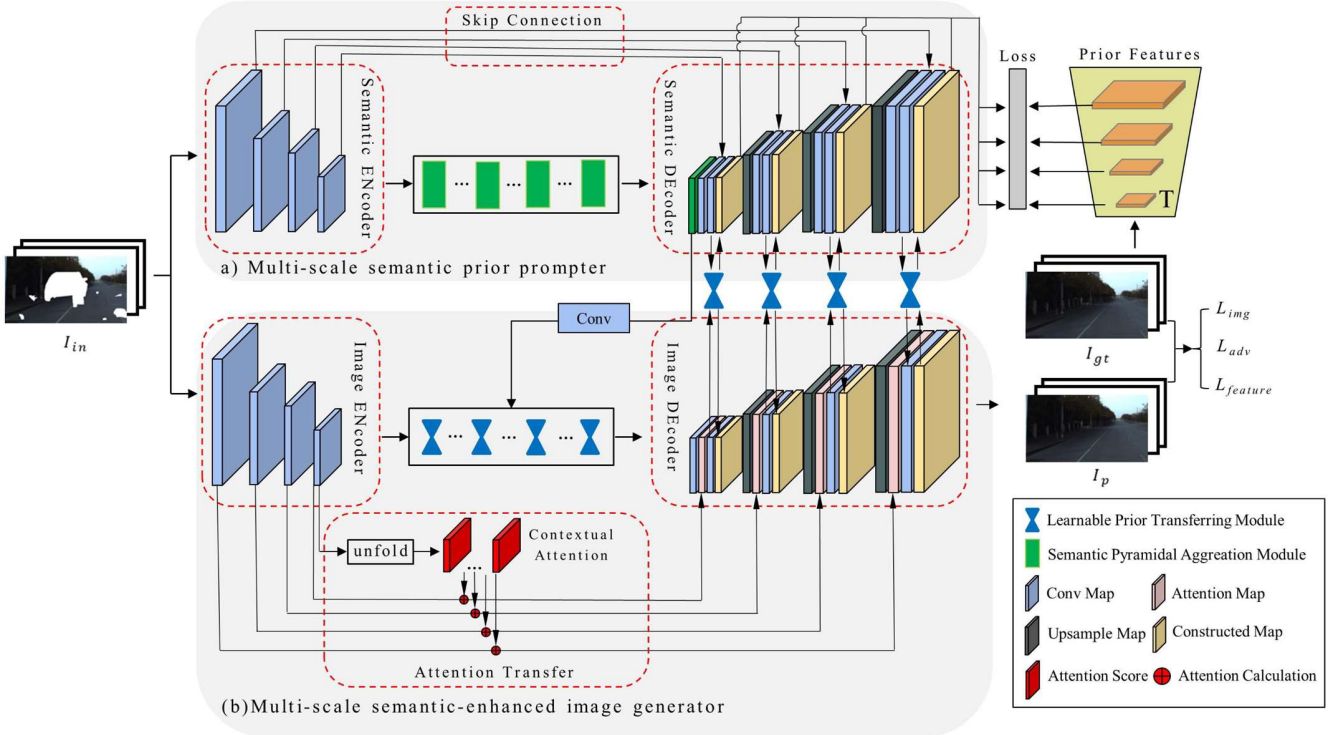 Skip Connection
Semantic ENcoder
Semantic DEcoder
Loss
Prior Features
T
a) Multi-scale semantic prior prompter
I_in
Conv
I_gt
L_img
L_adv
L_feature
Image ENcoder
Image DEcoder
I_p
unfold
Contextual
Attention
Attention Transfer
(b)Multi-scale semantic-enhanced image generator
Learnable Prior Transferring Module
Semantic Pyramidal Aggreation Module
Conv Map
Attention Map
Upsample Map
Constructed Map
Attention Score
Attention Calculation